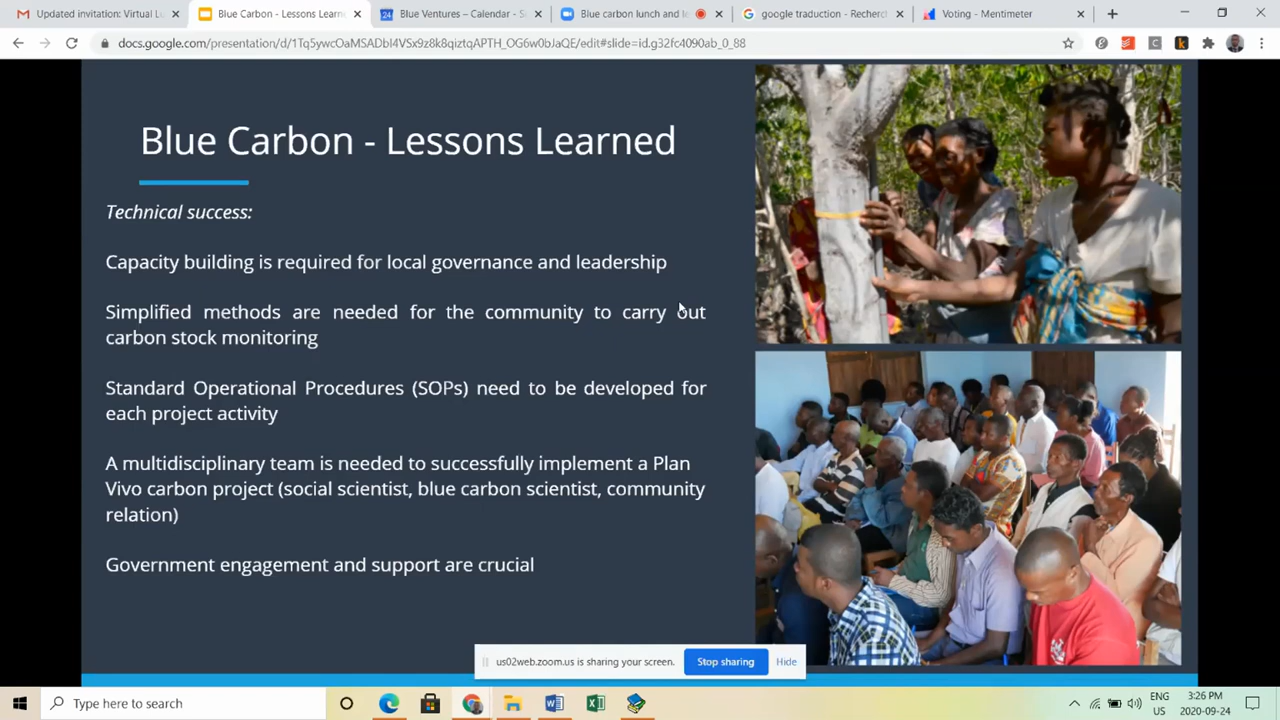 Updated invitation: Virtual Lu
Blue Carbon - Lessons Learn
Blue Ventures – Calendar - S
Blue carbon lunch and le
google traduction - Recherc
Voting - Mentimeter
docs.google.com/presentation/d/1Tq5ywcOaMSADbl4VSx9s8k8qiztqAPTH_OG6w0bJaQE/edit#slide=id.g32fc4090ab_0_88
Blue Carbon - Lessons Learned
Technical success:
Capacity building is required for local governance and leadership
Simplified methods are needed for the community to carry out
carbon stock monitoring
Standard Operational Procedures (SOPs) need to be developed for
each project activity
A multidisciplinary team is needed to successfully implement a Plan
Vivo carbon project (social scientist, blue carbon scientist, community
relation)
Government engagement and support are crucial
us02web.zoom.us is sharing your screen.
Stop sharing
Hide
Type here to search
ENG
US
3:26 PM
2020-09-24